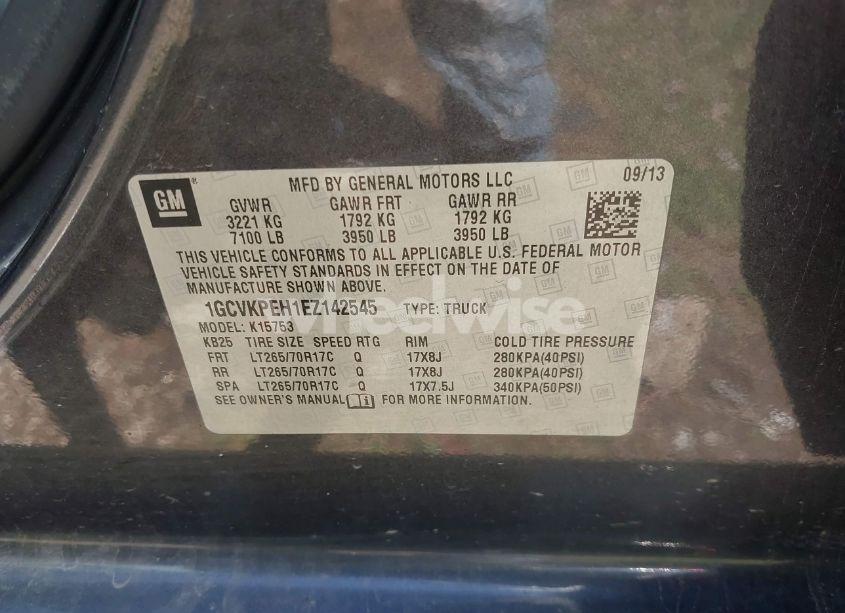 GM
MFD BY GENERAL MOTORS LLC
09/13
GVWR GAWR FRT GAWR RR
3221 KG 1792 KG 1792 KG
7100 LB 3950 LB 3950 LB
THIS VEHICLE CONFORMS TO ALL APPLICABLE U.S. FEDERAL MOTOR
VEHICLE SAFETY STANDARDS IN EFFECT ON THE DATE OF
MANUFACTURE SHOWN ABOVE.
1GCVKPEH1EZ142545 TYPE: TRUCK
MODEL: K15753
KB25 TIRE SIZE SPEED RTG RIM COLD TIRE PRESSURE
FRT LT265/70R17C Q 17X8J 280KPA(40PSI)
RR LT265/70R17C Q 17X8J 280KPA(40PSI)
SPA LT265/70R17C Q 17X7.5J 340KPA(50PSI)
SEE OWNER'S MANUAL FOR MORE INFORMATION.
wheelwise